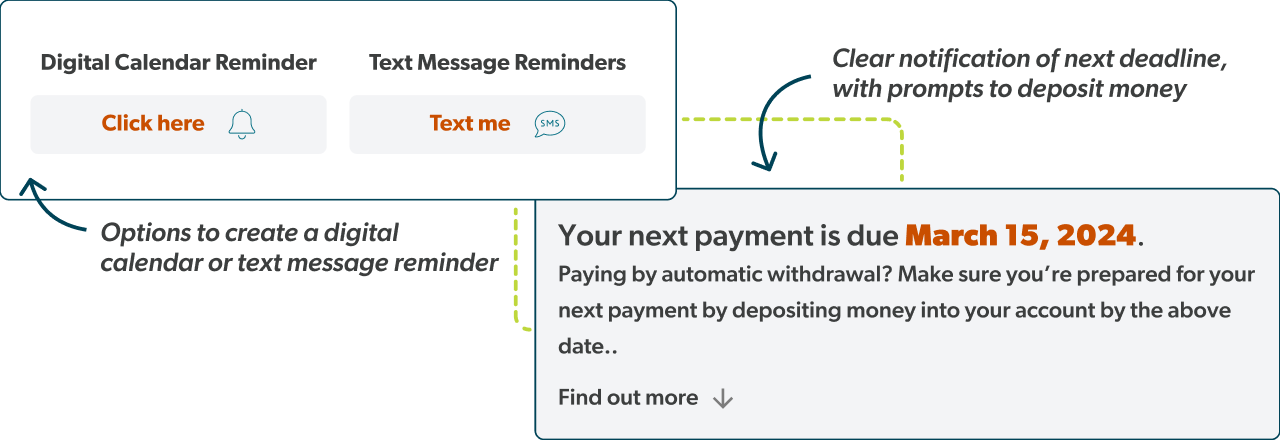 Digital Calendar Reminder
Text Message Reminders
Click here
Text me
SMS
Clear notification of next deadline,
with prompts to deposit money
Options to create a digital
calendar or text message reminder
Your next payment is due March 15, 2024.
Paying by automatic withdrawal? Make sure you’re prepared for your
next payment by depositing money into your account by the above
date..
Find out more